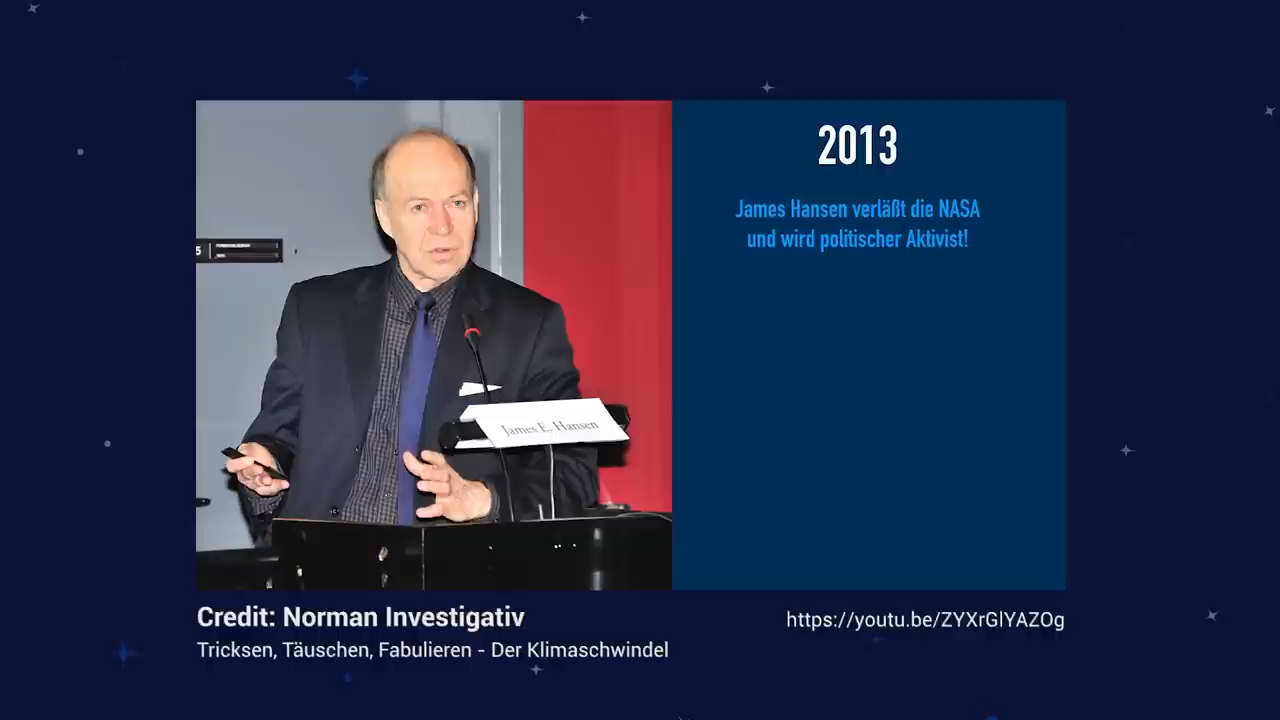 2013
James Hansen verläßt die NASA
und wird politischer Aktivist!
5
James E. Hansen
Credit: Norman Investigativ
https://youtu.be/ZYXrGlYAZOg
Tricksen, Täuschen, Fabulieren - Der Klimaschwindel